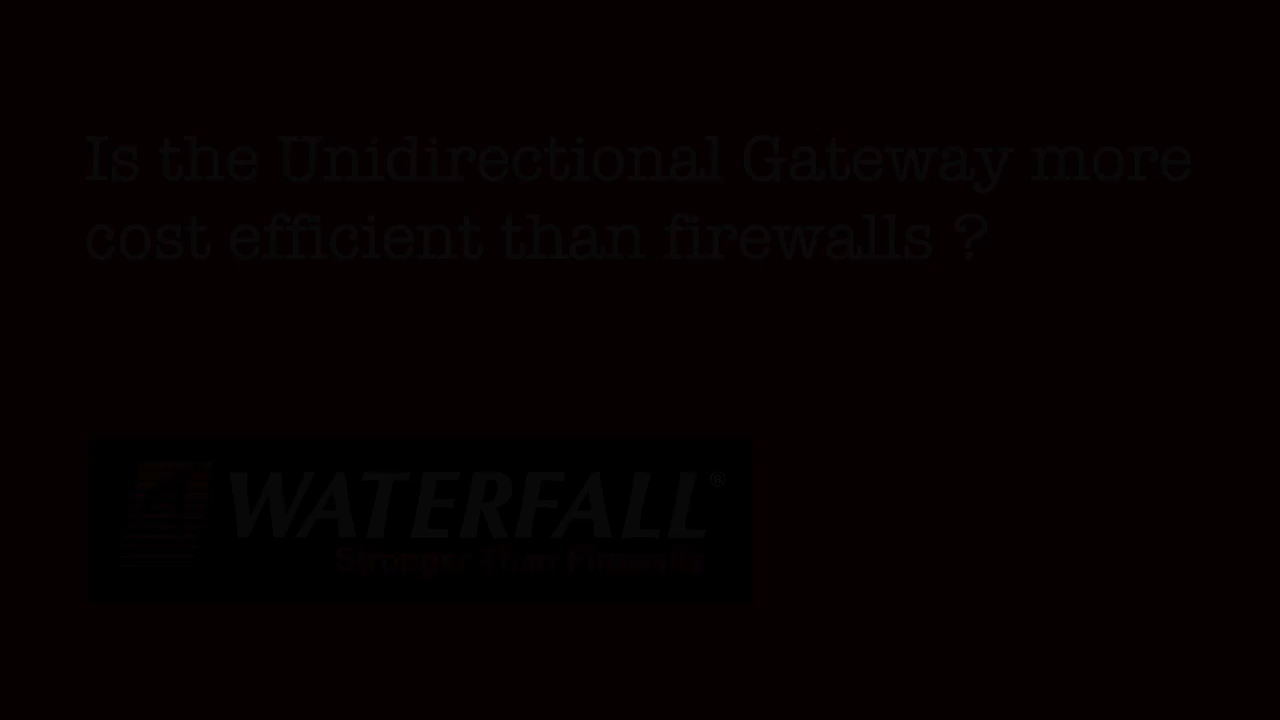 Is the Unidirectional Gateway more
cost efficient than firewalls ?
WATERFALL®
Stronger Than Firewalls